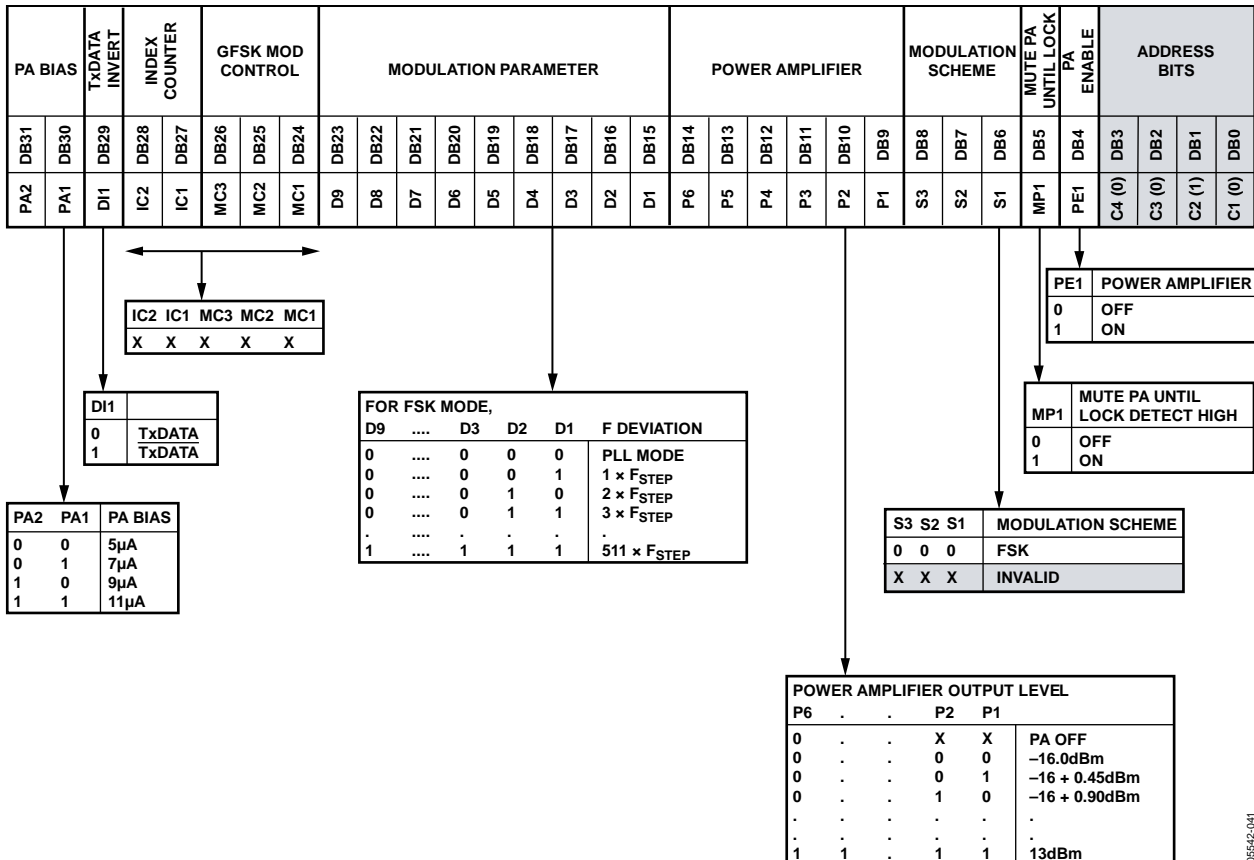 PA BIAS
TxDATA INVERT
INDEX COUNTER
GFSK MOD CONTROL
MODULATION PARAMETER
POWER AMPLIFIER
MODULATION SCHEME
MUTE PA UNTIL LOCK
PA ENABLE
ADDRESS BITS
DB31 DB30 DB29 DB28 DB27 DB26 DB25 DB24 DB23 DB22 DB21 DB20 DB19 DB18 DB17 DB16 DB15 DB14 DB13 DB12 DB11 DB10 DB9 DB8 DB7 DB6 DB5 DB4 DB3 DB2 DB1 DB0
PA2 PA1 DI1 IC2 IC1 MC3 MC2 MC1 D9 D8 D7 D6 D5 D4 D3 D2 D1 P6 P5 P4 P3 P2 P1 S3 S2 S1 MP1 PE1 C4 (0) C3 (0) C2 (1) C1 (0)
PE1 POWER AMPLIFIER
0 OFF
1 ON
IC2 IC1 MC3 MC2 MC1
X X X X X
MP1 MUTE PA UNTIL
LOCK DETECT HIGH
0 OFF
1 ON
DI1
0 TxDATA
1 TxDATA
FOR FSK MODE,
D9 .... D3 D2 D1 F DEVIATION
0 .... 0 0 0 PLL MODE
0 .... 0 0 1 1 × FSTEP
0 .... 0 1 0 2 × FSTEP
0 .... 0 1 1 3 × FSTEP
. .... . . . .
1 .... 1 1 1 511 × FSTEP
PA2 PA1 PA BIAS
0 0 5µA
0 1 7µA
1 0 9µA
1 1 11µA
S3 S2 S1 MODULATION SCHEME
0 0 0 FSK
X X X INVALID
POWER AMPLIFIER OUTPUT LEVEL
P6 . . P2 P1
0 . . X X PA OFF
0 . . 0 0 –16.0dBm
0 . . 0 1 –16 + 0.45dBm
0 . . 1 0 –16 + 0.90dBm
. . . . . .
. . . . . .
1 1 . 1 1 13dBm
05542-041